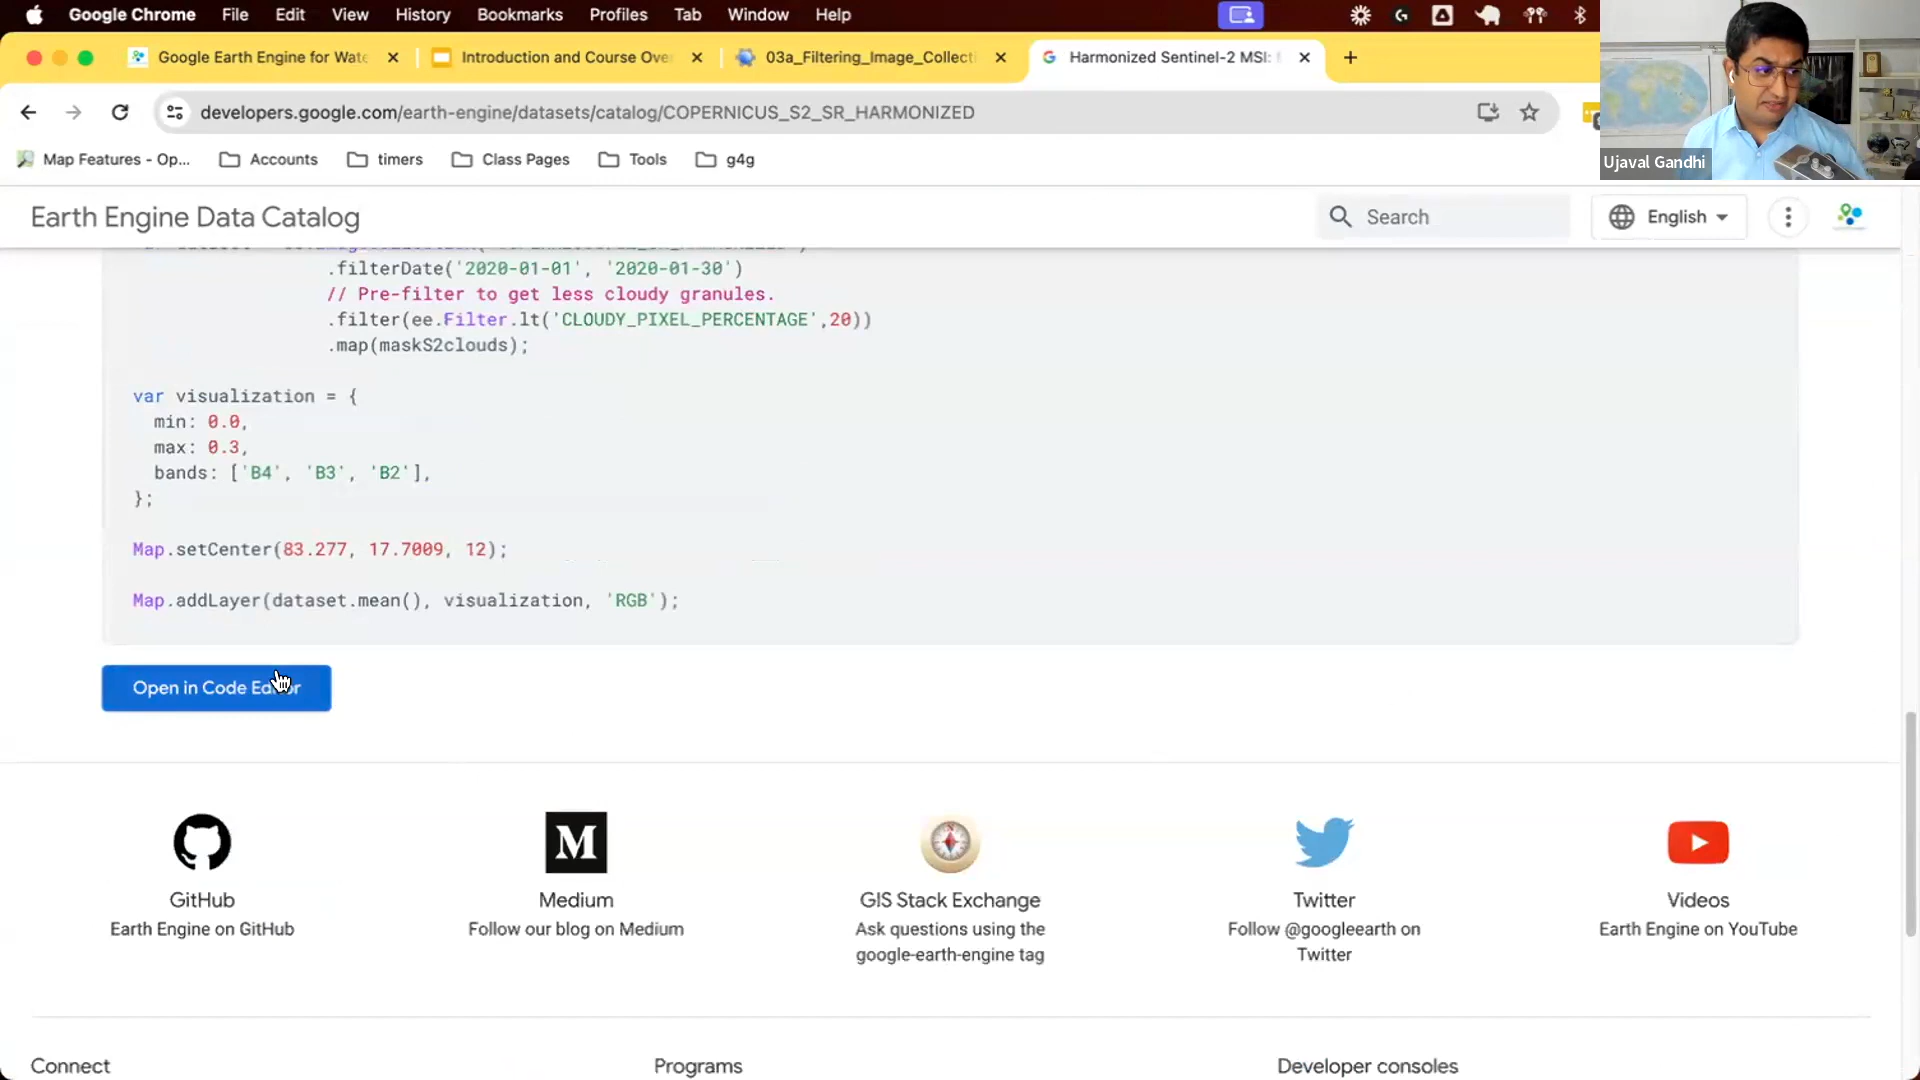 Google Chrome File Edit View History Bookmarks Profiles Tab Window Help
Google Earth Engine for Wate
Introduction and Course Ove
03a_Filtering_Image_Collecti
Harmonized Sentinel-2 MSI:
developers.google.com/earth-engine/datasets/catalog/COPERNICUS_S2_SR_HARMONIZED
Ujaval Gandhi
Map Features - Op... Accounts timers Class Pages Tools g4g
Earth Engine Data Catalog
Search
English
.filterDate('2020-01-01', '2020-01-30')
// Pre-filter to get less cloudy granules.
.filter(ee.Filter.lt('CLOUDY_PIXEL_PERCENTAGE',20))
.map(maskS2clouds);
var visualization = {
min: 0.0,
max: 0.3,
bands: ['B4', 'B3', 'B2'],
};
Map.setCenter(83.277, 17.7009, 12);
Map.addLayer(dataset.mean(), visualization, 'RGB');
Open in Code Editor
GitHub
Earth Engine on GitHub
Medium
Follow our blog on Medium
GIS Stack Exchange
Ask questions using the
google-earth-engine tag
Twitter
Follow @googleearth on
Twitter
Videos
Earth Engine on YouTube
Connect
Programs
Developer consoles